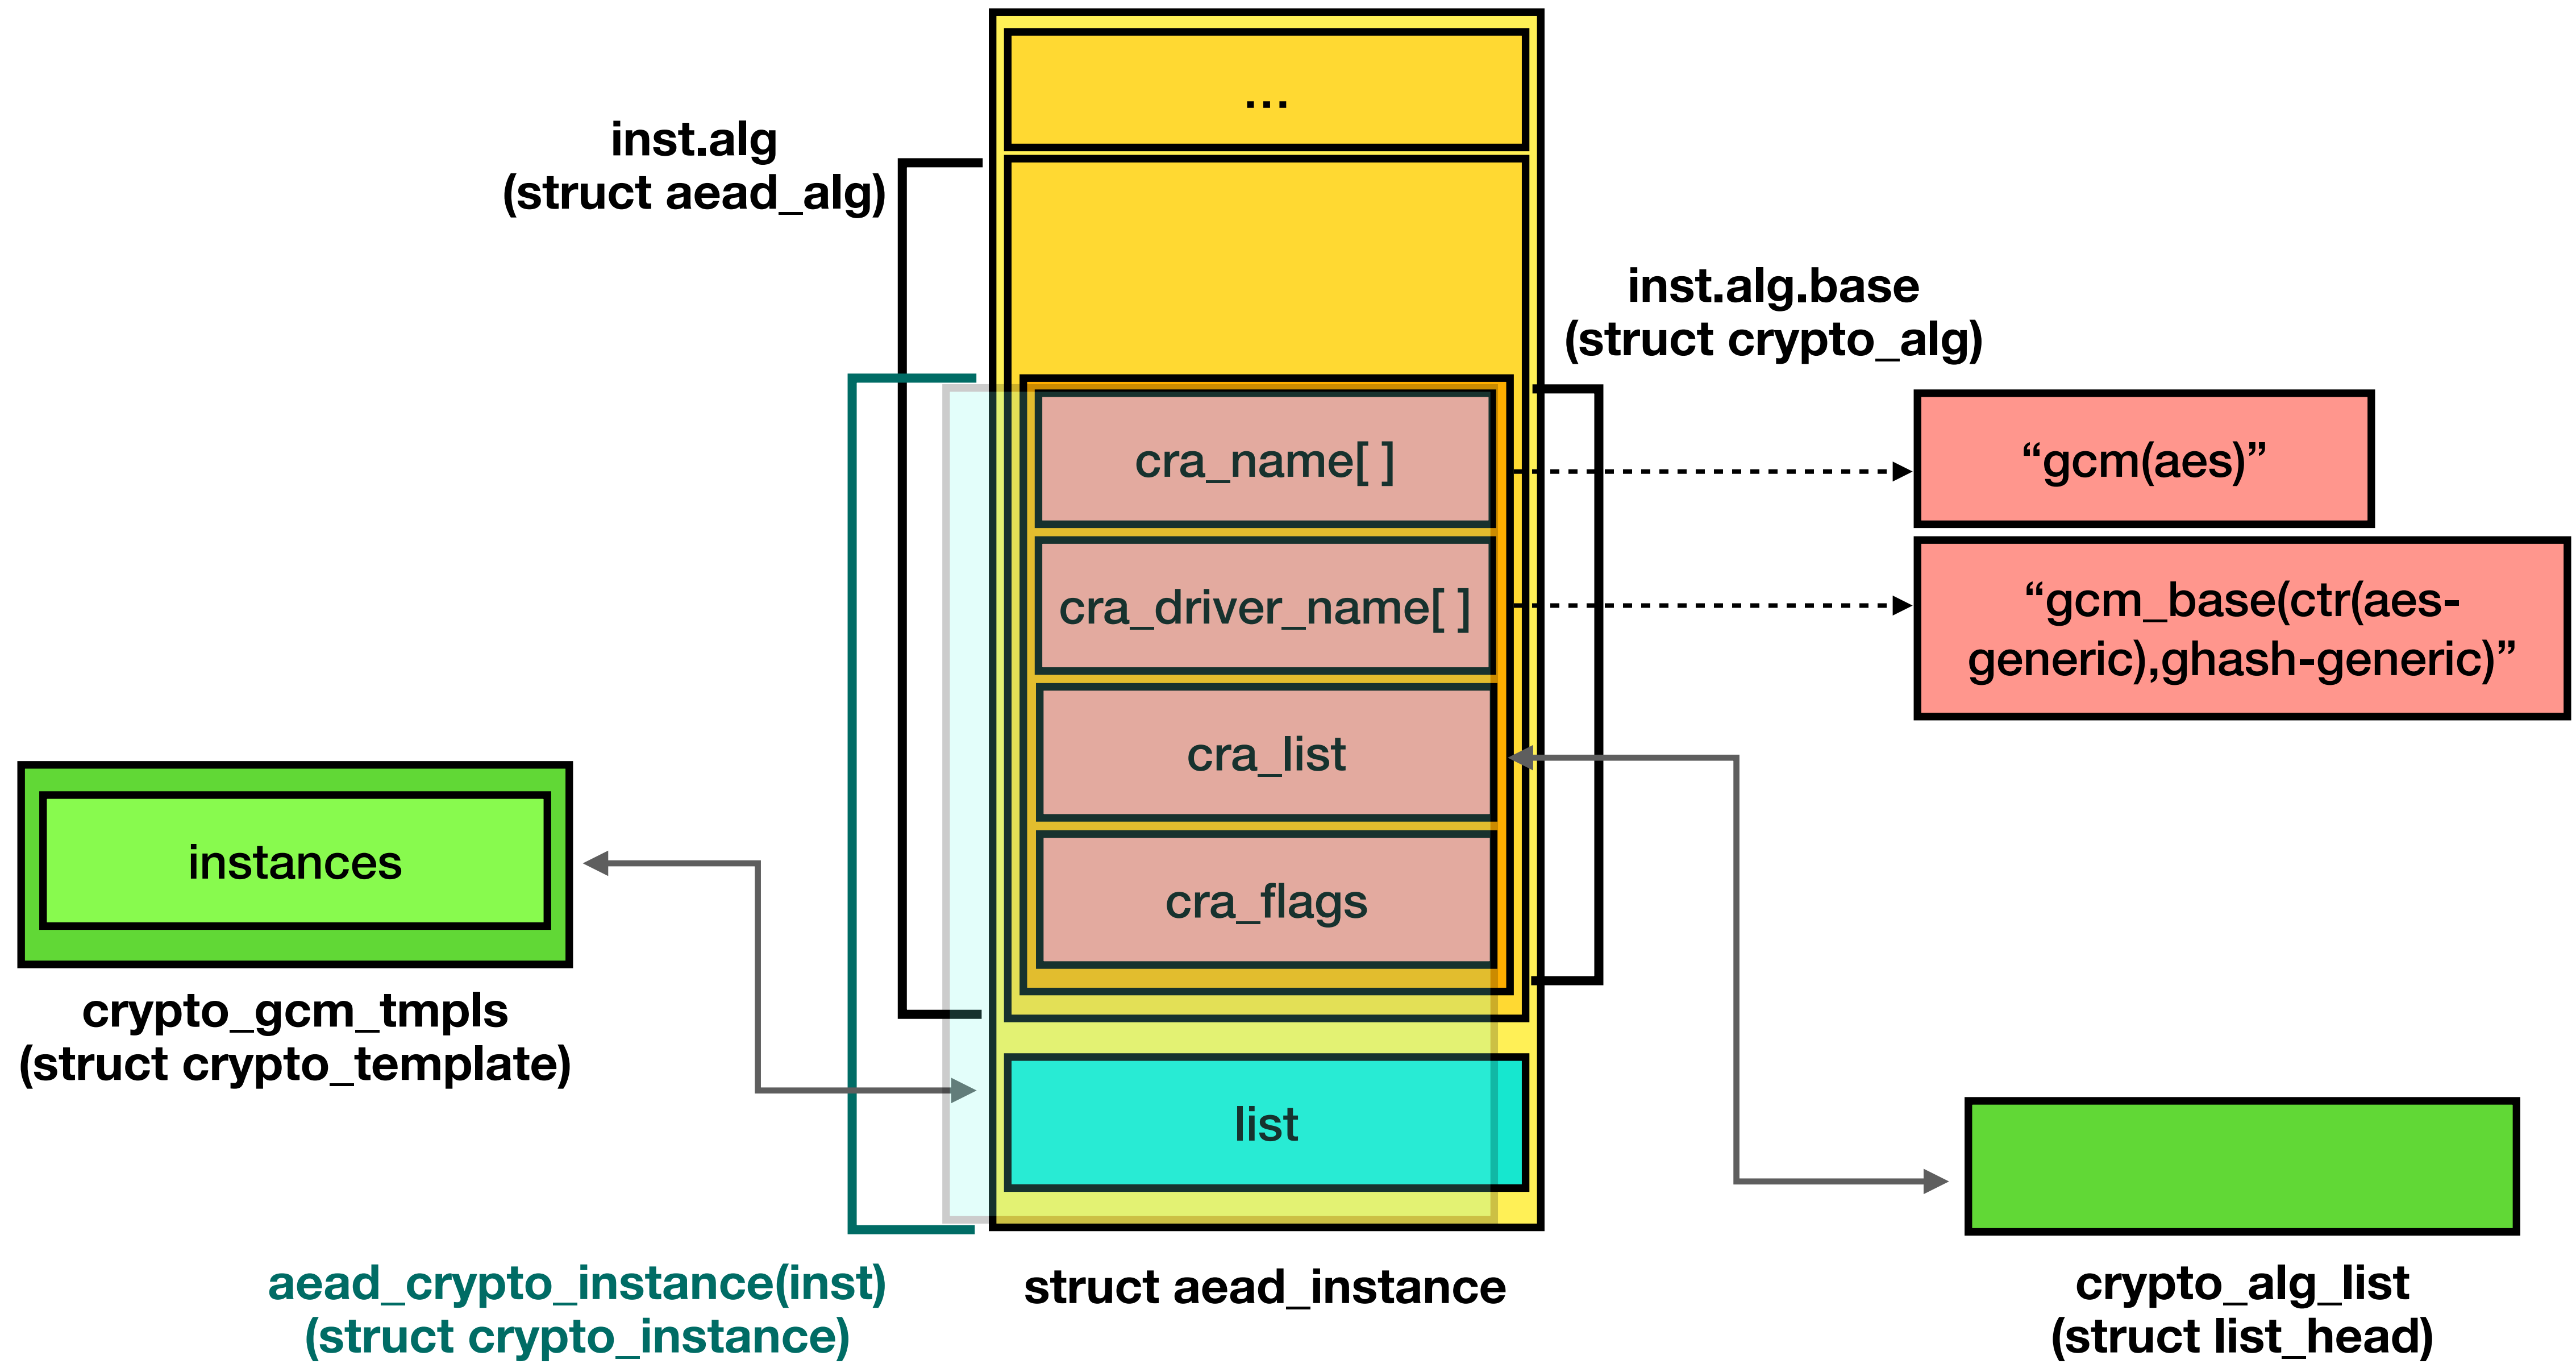 …
inst.alg
(struct aead_alg)
inst.alg.base
(struct crypto_alg)
cra_name[ ]
“gcm(aes)”
cra_driver_name[ ]
“gcm_base(ctr(aes-
generic),ghash-generic)”
cra_list
instances
cra_flags
crypto_gcm_tmpls
(struct crypto_template)
list
aead_crypto_instance(inst)
(struct crypto_instance)
struct aead_instance
crypto_alg_list
(struct list_head)